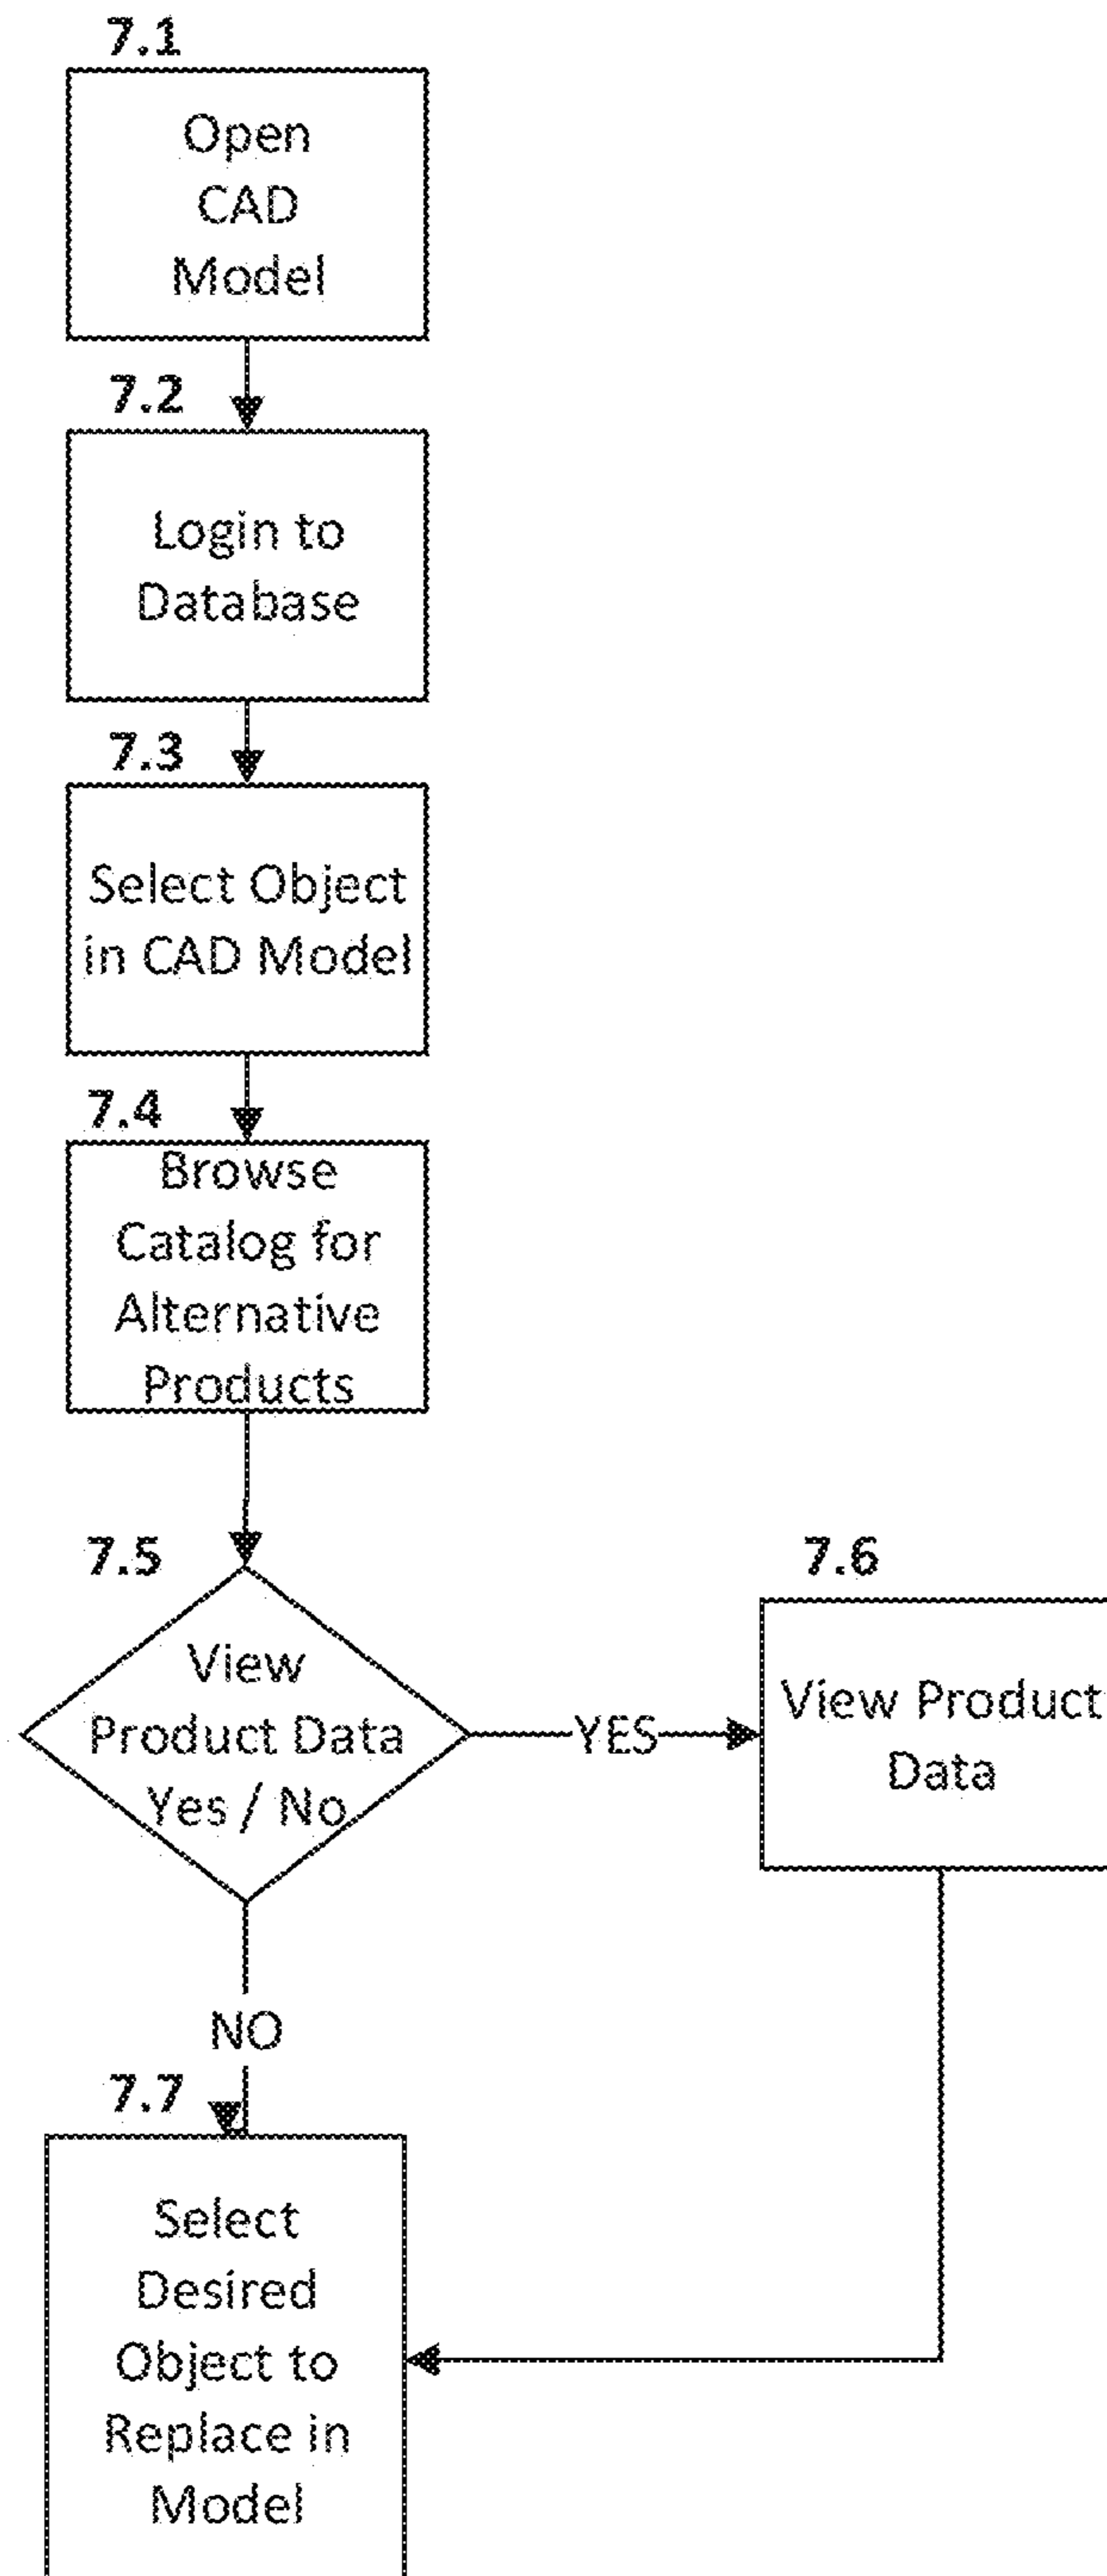 7.1
Open
CAD
Model
7.2
Login to
Database
7.3
Select Object
in CAD Model
7.4
Browse
Catalog for
Alternative
Products
7.5
View
Product Data
Yes / No
YES
7.6
View Product
Data
NO
7.7
Select
Desired
Object to
Replace in
Model